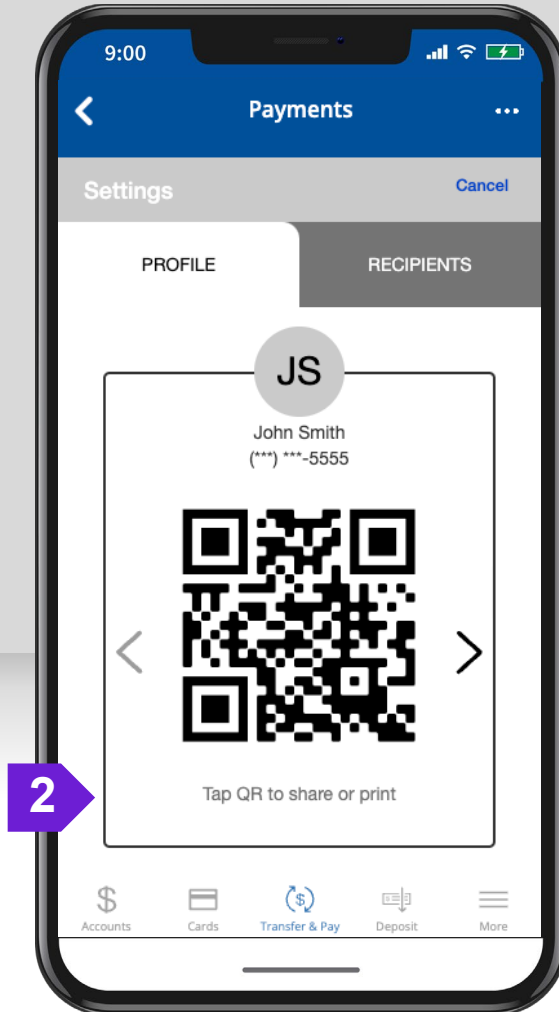 9:00
Payments
Settings
Cancel
PROFILE
RECIPIENTS
JS
John Smith
(***) ***-5555
2
Tap QR to share or print
$
Accounts
Cards
Transfer & Pay
Deposit
More